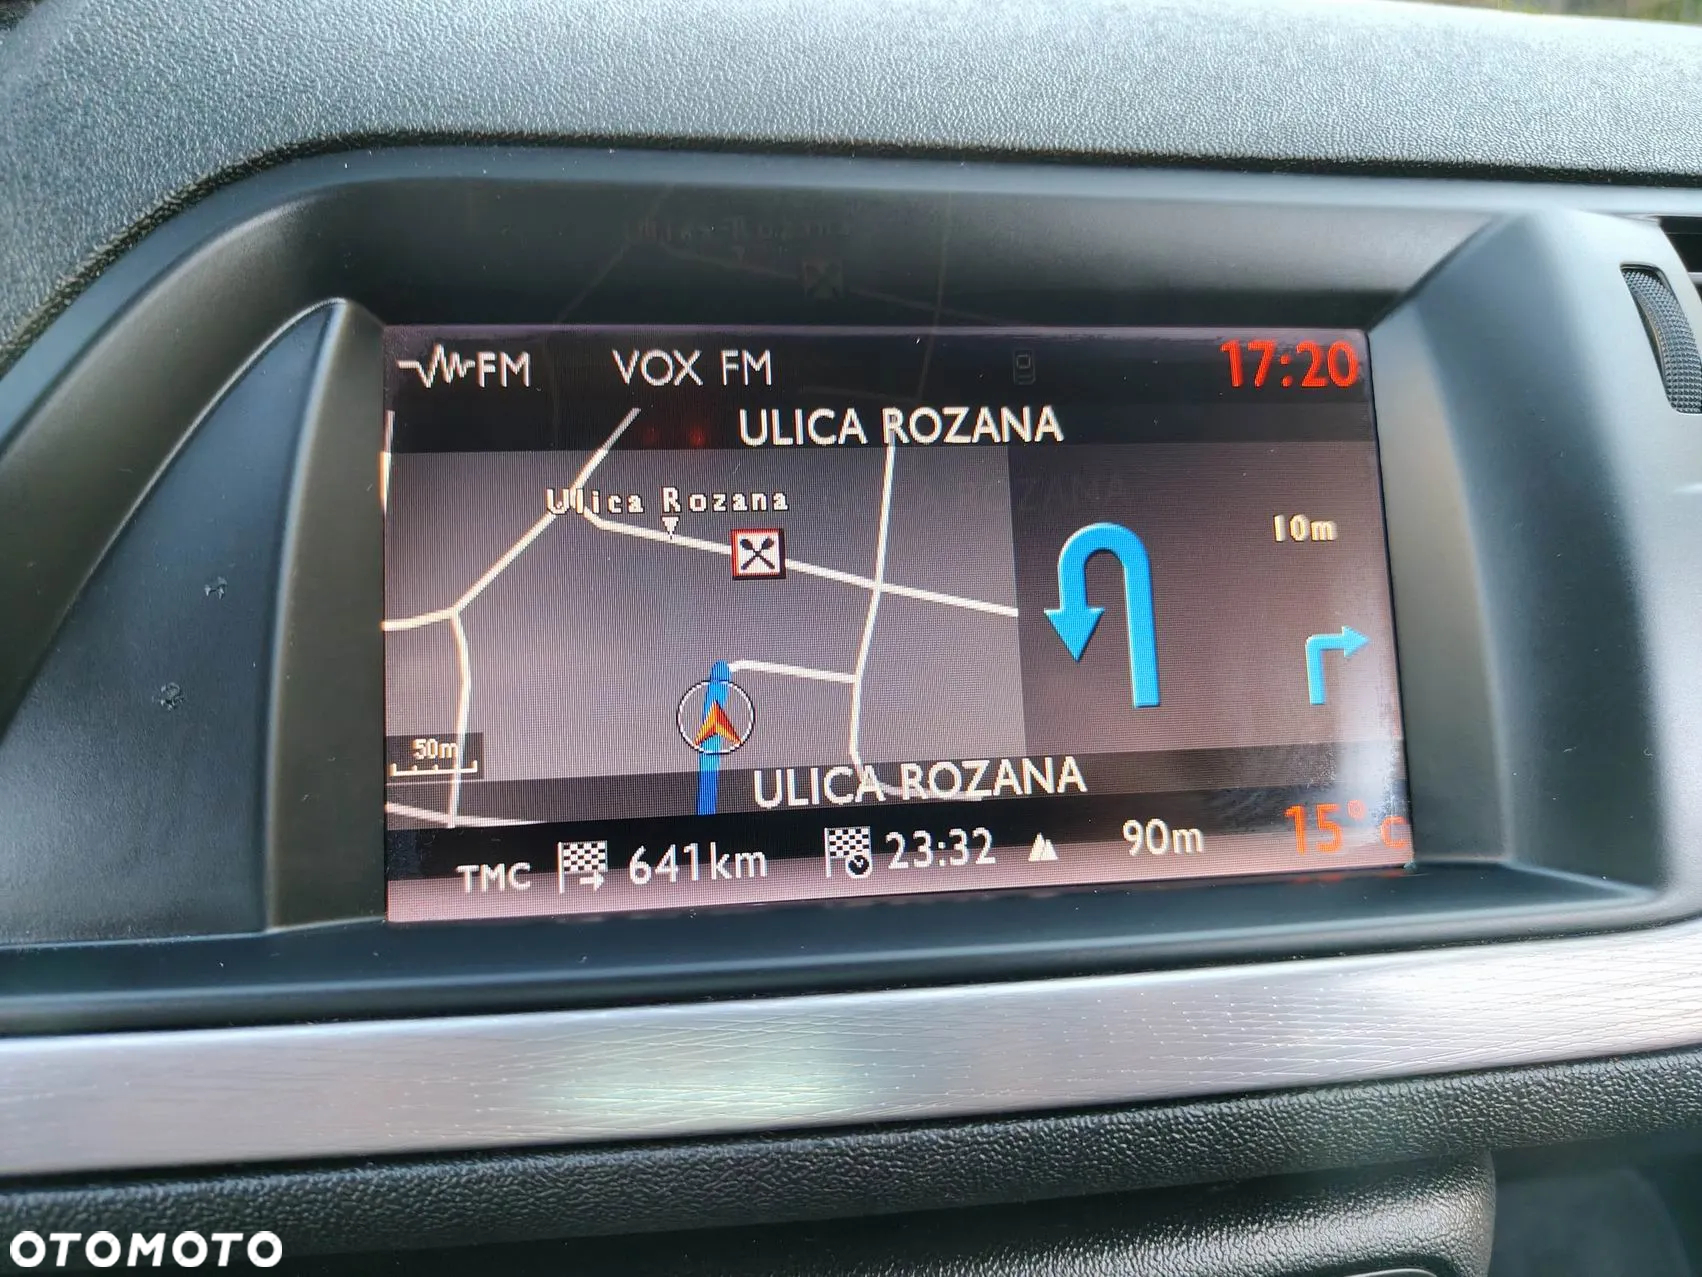 FM VOX FM 17:20
ULICA ROZANA
Ulica Rozana
10m
50m
ULICA ROZANA
TMC 641km 23:32 90m 15°C
OTOMOTO